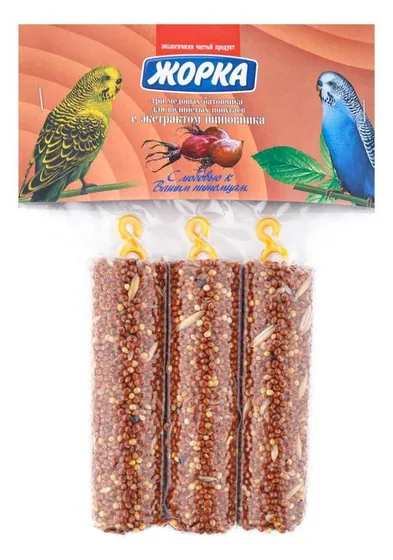 экологически чистый продукт
ЖОРКА
три медовых батончика
для волнистых попугаев
с экстрактом шиповника
С любовью к
Вашим питомцам